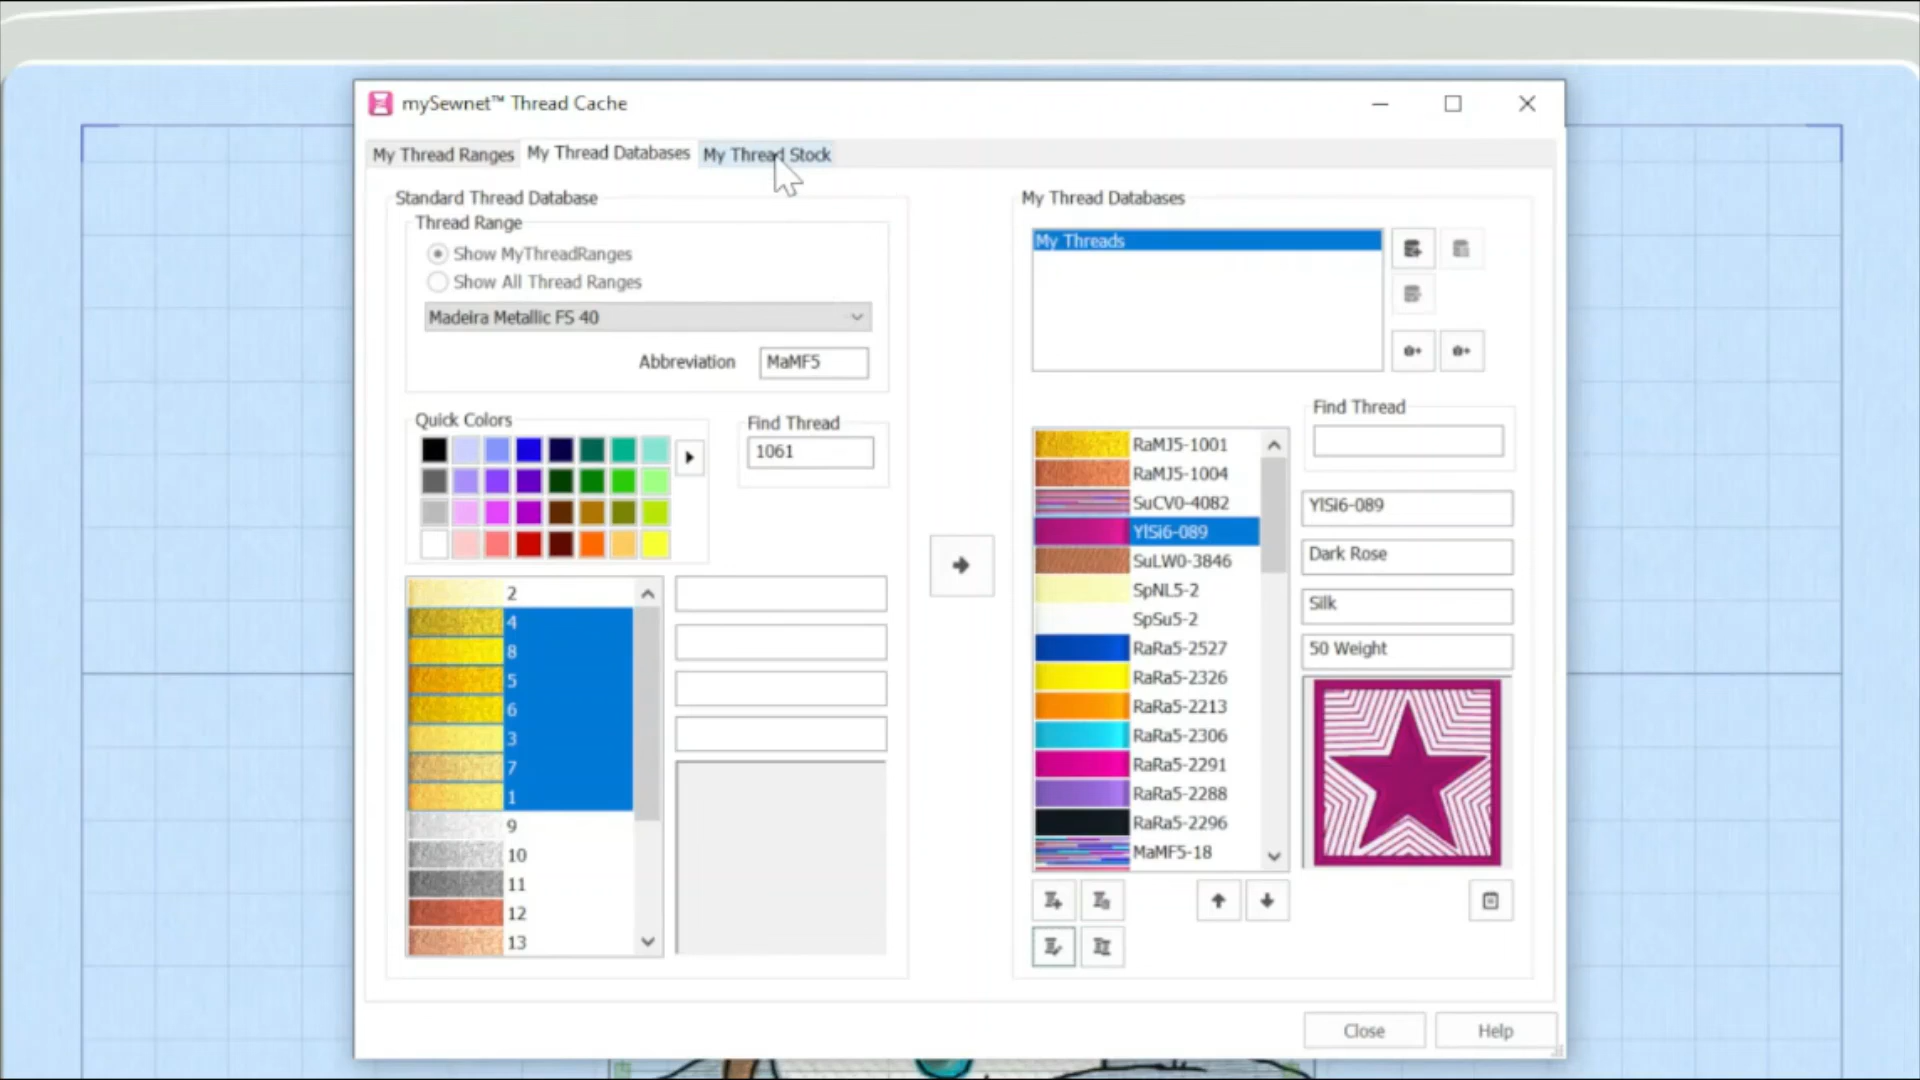 mySewnet™ Thread Cache
My Thread Ranges
My Thread Databases
My Thread Stock
Standard Thread Database
Thread Range
Show MyThreadRanges
Show All Thread Ranges
Madeira Metallic FS 40
Abbreviation
MaMF5
Quick Colors
Find Thread
1061
2
4
8
5
6
3
7
1
9
10
11
12
13
My Thread Databases
My Threads
RaMJ5-1001
RaMJ5-1004
SuCV0-4082
YlSi6-089
SuLW0-3846
SpNL5-2
SpSu5-2
RaRa5-2527
RaRa5-2326
RaRa5-2213
RaRa5-2306
RaRa5-2291
RaRa5-2288
RaRa5-2296
MaMF5-18
Find Thread
YlSi6-089
Dark Rose
Silk
50 Weight
Close
Help